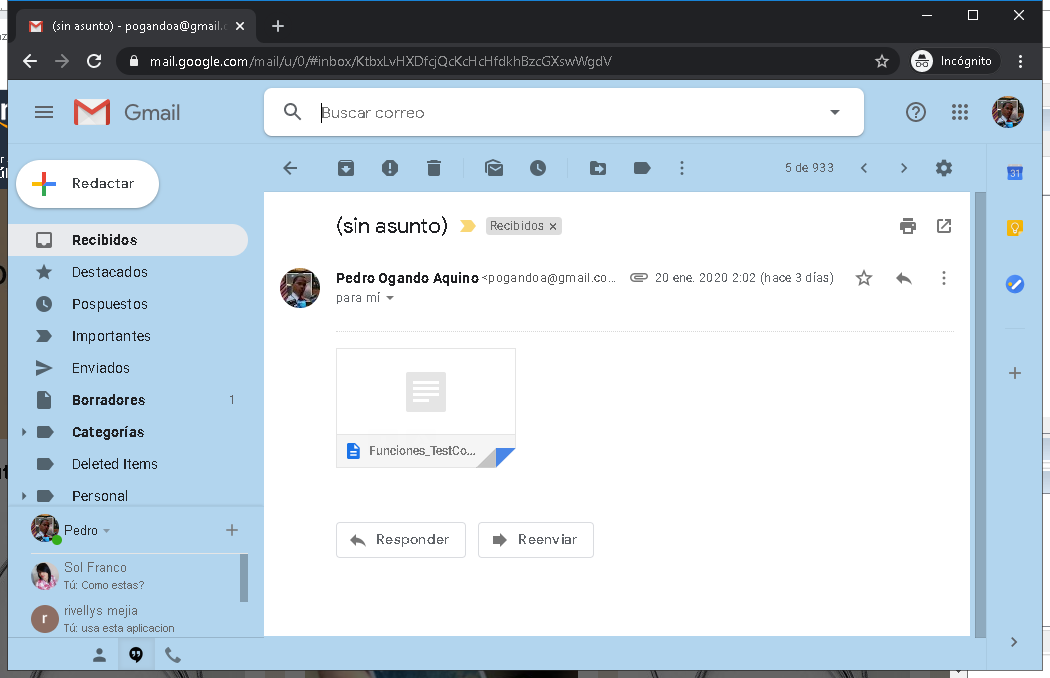 (sin asunto) - pogandoa@gmail.c
mail.google.com/mail/u/0/#inbox/KtbxLvHXDfcjQcKcHcHfdkhBzcGXswWgdV
Incógnito
Gmail
Buscar correo
Redactar
5 de 933
31
Recibidos
Destacados
Pospuestos
Importantes
Enviados
Borradores 1
Categorías
Deleted Items
Personal
(sin asunto)
Recibidos
Pedro Ogando Aquino <pogandoa@gmail.co...
20 ene. 2020 2:02 (hace 3 días)
para mí
Funciones_TestCo...
Responder
Reenviar
Pedro
Sol Franco
Tú: Como estas?
r
rivellys mejia
Tú: usa esta aplicacion